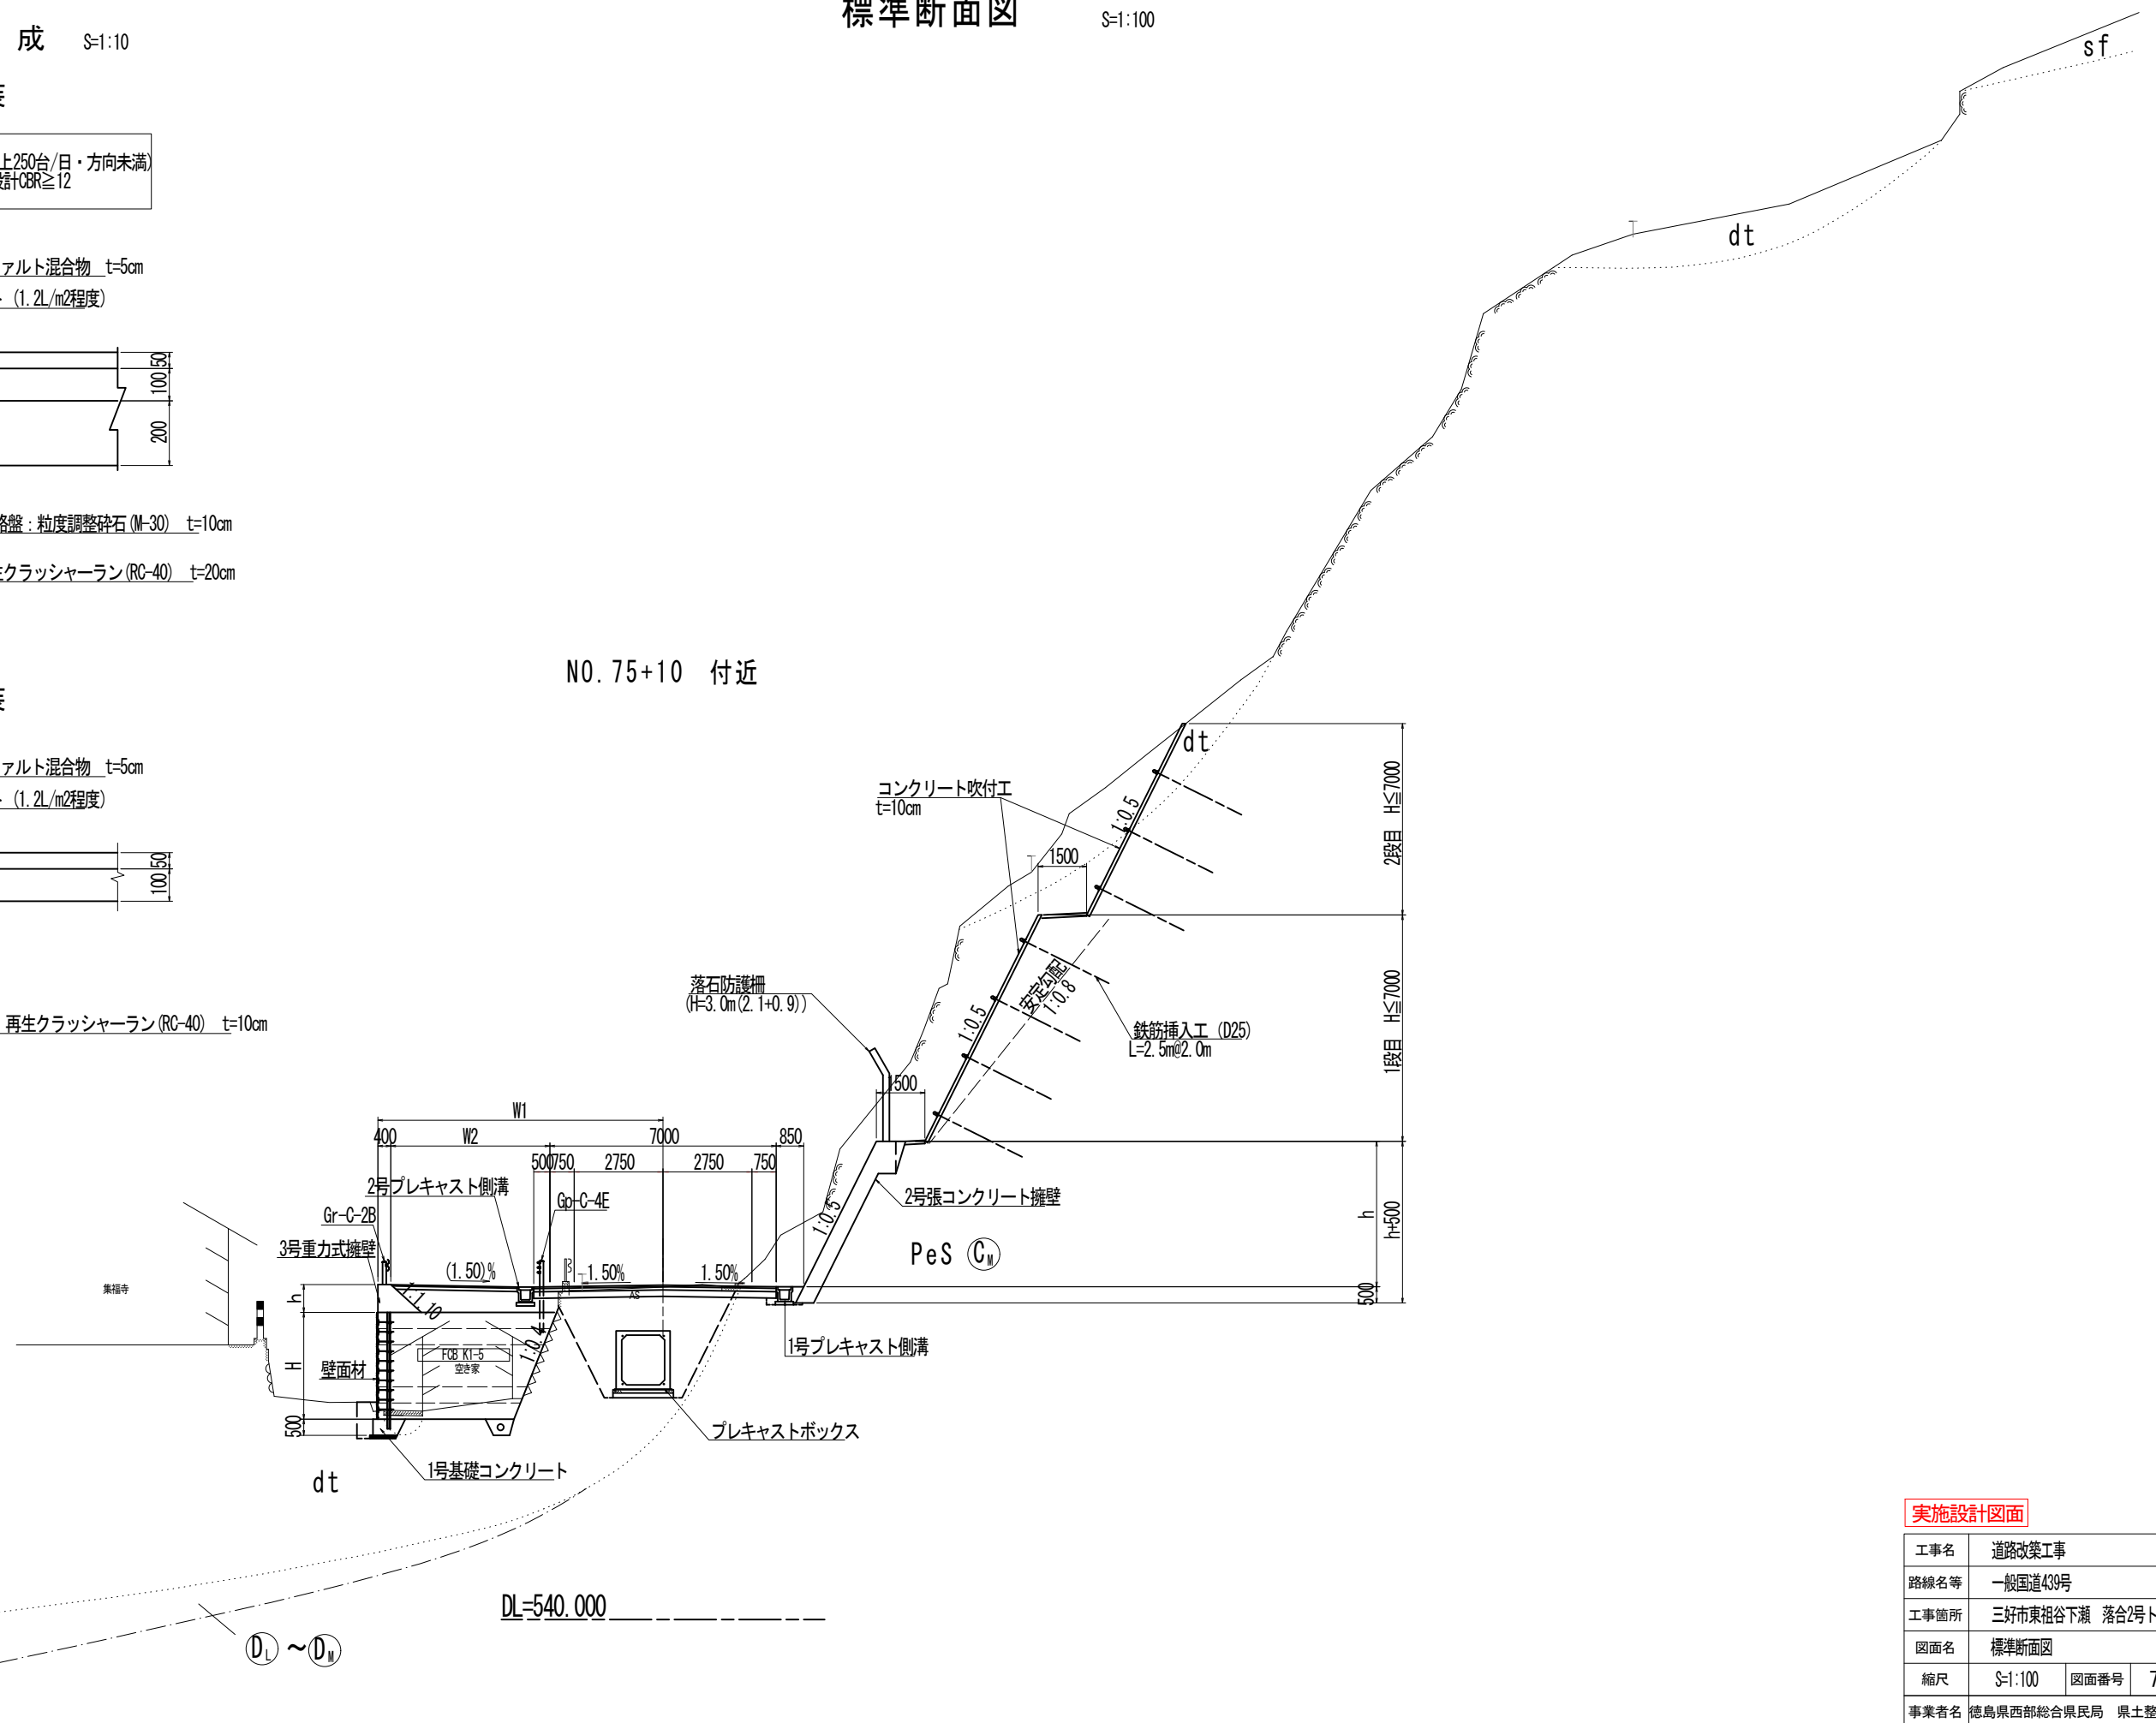 標準断面図 S=1:100
成 S=1:10
上250台/日・方向未満)
設計CBR≧12
ァルト混合物 t=5cm
(1.2L/m2程度)
50
100
200
路盤:粒度調整砕石(M-30) t=10cm
クラッシャーラン(RC-40) t=20cm
ァルト混合物 t=5cm
(1.2L/m2程度)
50
100
再生クラッシャーラン(RC-40) t=10cm
NO.75+10 付近
sf
dt
dt
コンクリート吹付工
t=10cm
1:0.5
1500
2段目 H≦7000
落石防護柵
(H=3.0m(2.1+0.9))
安定勾配
1:0.8
1:0.5
鉄筋挿入工 (D25)
L=2.5m@2.0m
1段目 H≦7000
1500
W1
400 W2 7000 850
500 750 2750 2750 750
2号プレキャスト側溝
Gp-C-4E
Gr-C-2B
3号重力式擁壁
2号張コンクリート擁壁
1:0.5
PeS CM
h
h+500
500
(1.50)%
1.50%
1.50%
AS
集福寺
h
1:1.10
1:0.4
H
壁面材
FCB K1-5
空き家
1号プレキャスト側溝
500
プレキャストボックス
1号基礎コンクリート
dt
DL=540.000
DL ~ DM
実施設計図面
工事名 道路改築工事
路線名等 一般国道439号
工事箇所 三好市東祖谷下瀬 落合2号ト
図面名 標準断面図
縮尺 S=1:100 図面番号 7
事業者名 徳島県西部総合県民局 県土整